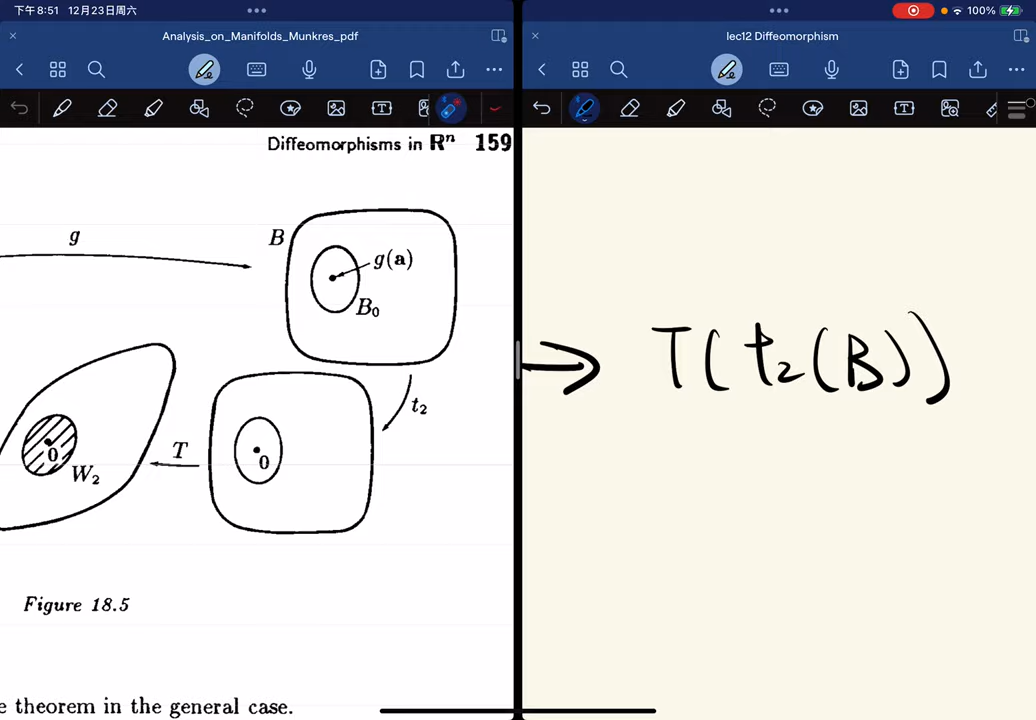 下午8:51 12月23日周六
100%
Analysis_on_Manifolds_Munkres_pdf
lec12 Diffeomorphism
Diffeomorphisms in Rⁿ 159
g
B
g(a)
B₀
t₂
T
0
0
W₂
Figure 18.5
e theorem in the general case.
→ T(t₂(B))